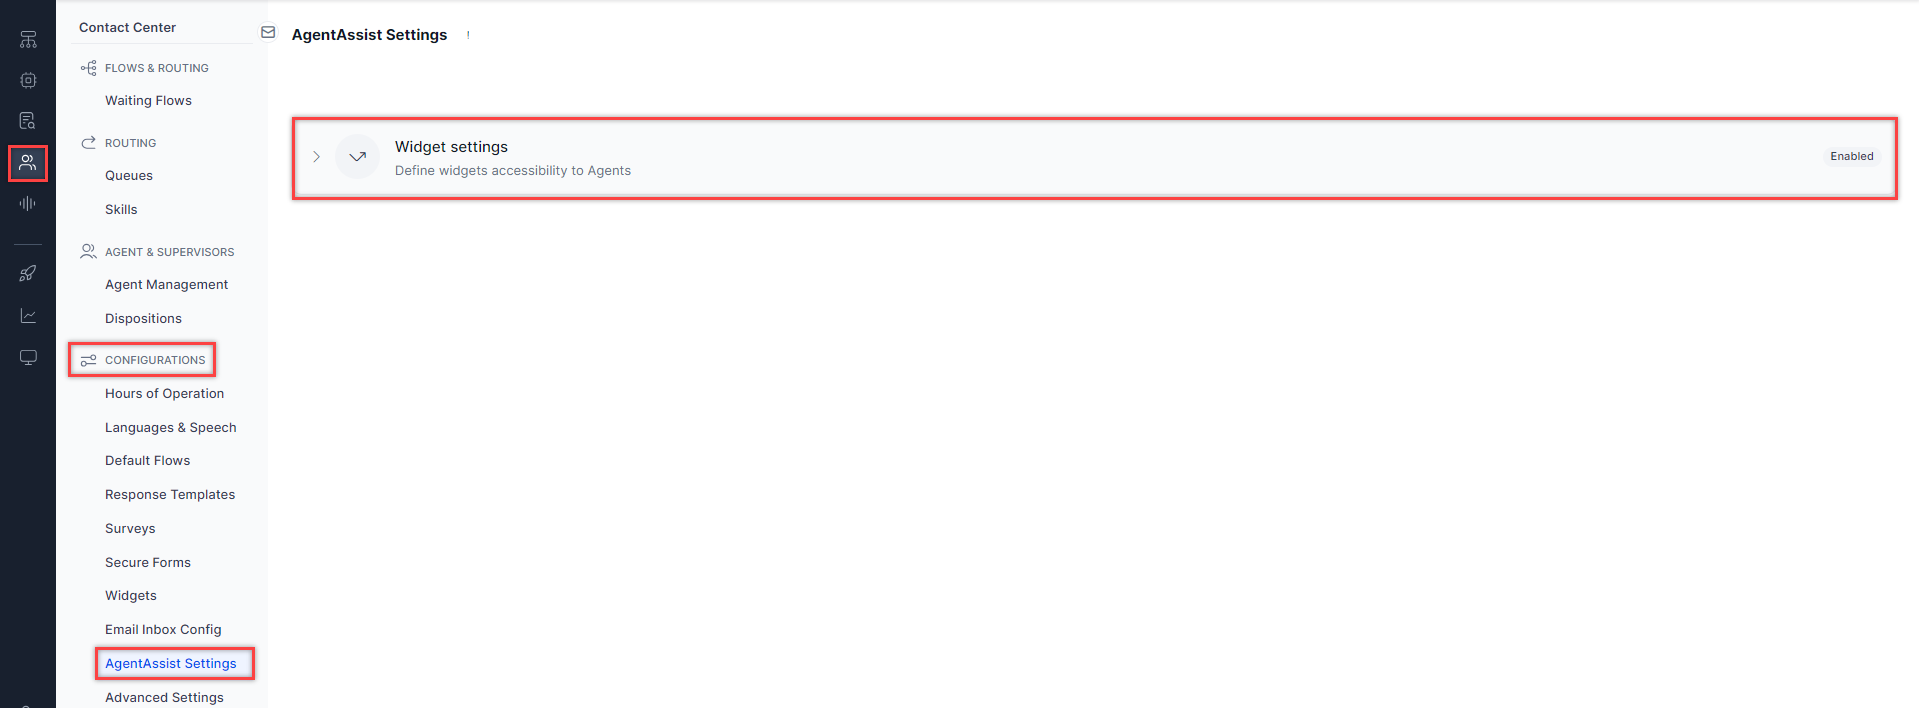 Contact Center
FLOWS & ROUTING
Waiting Flows
ROUTING
Queues
Skills
AGENT & SUPERVISORS
Agent Management
Dispositions
CONFIGURATIONS
Hours of Operation
Languages & Speech
Default Flows
Response Templates
Surveys
Secure Forms
Widgets
Email Inbox Config
AgentAssist Settings
Advanced Settings
AgentAssist Settings !
Widget settings
Define widgets accessibility to Agents
Enabled